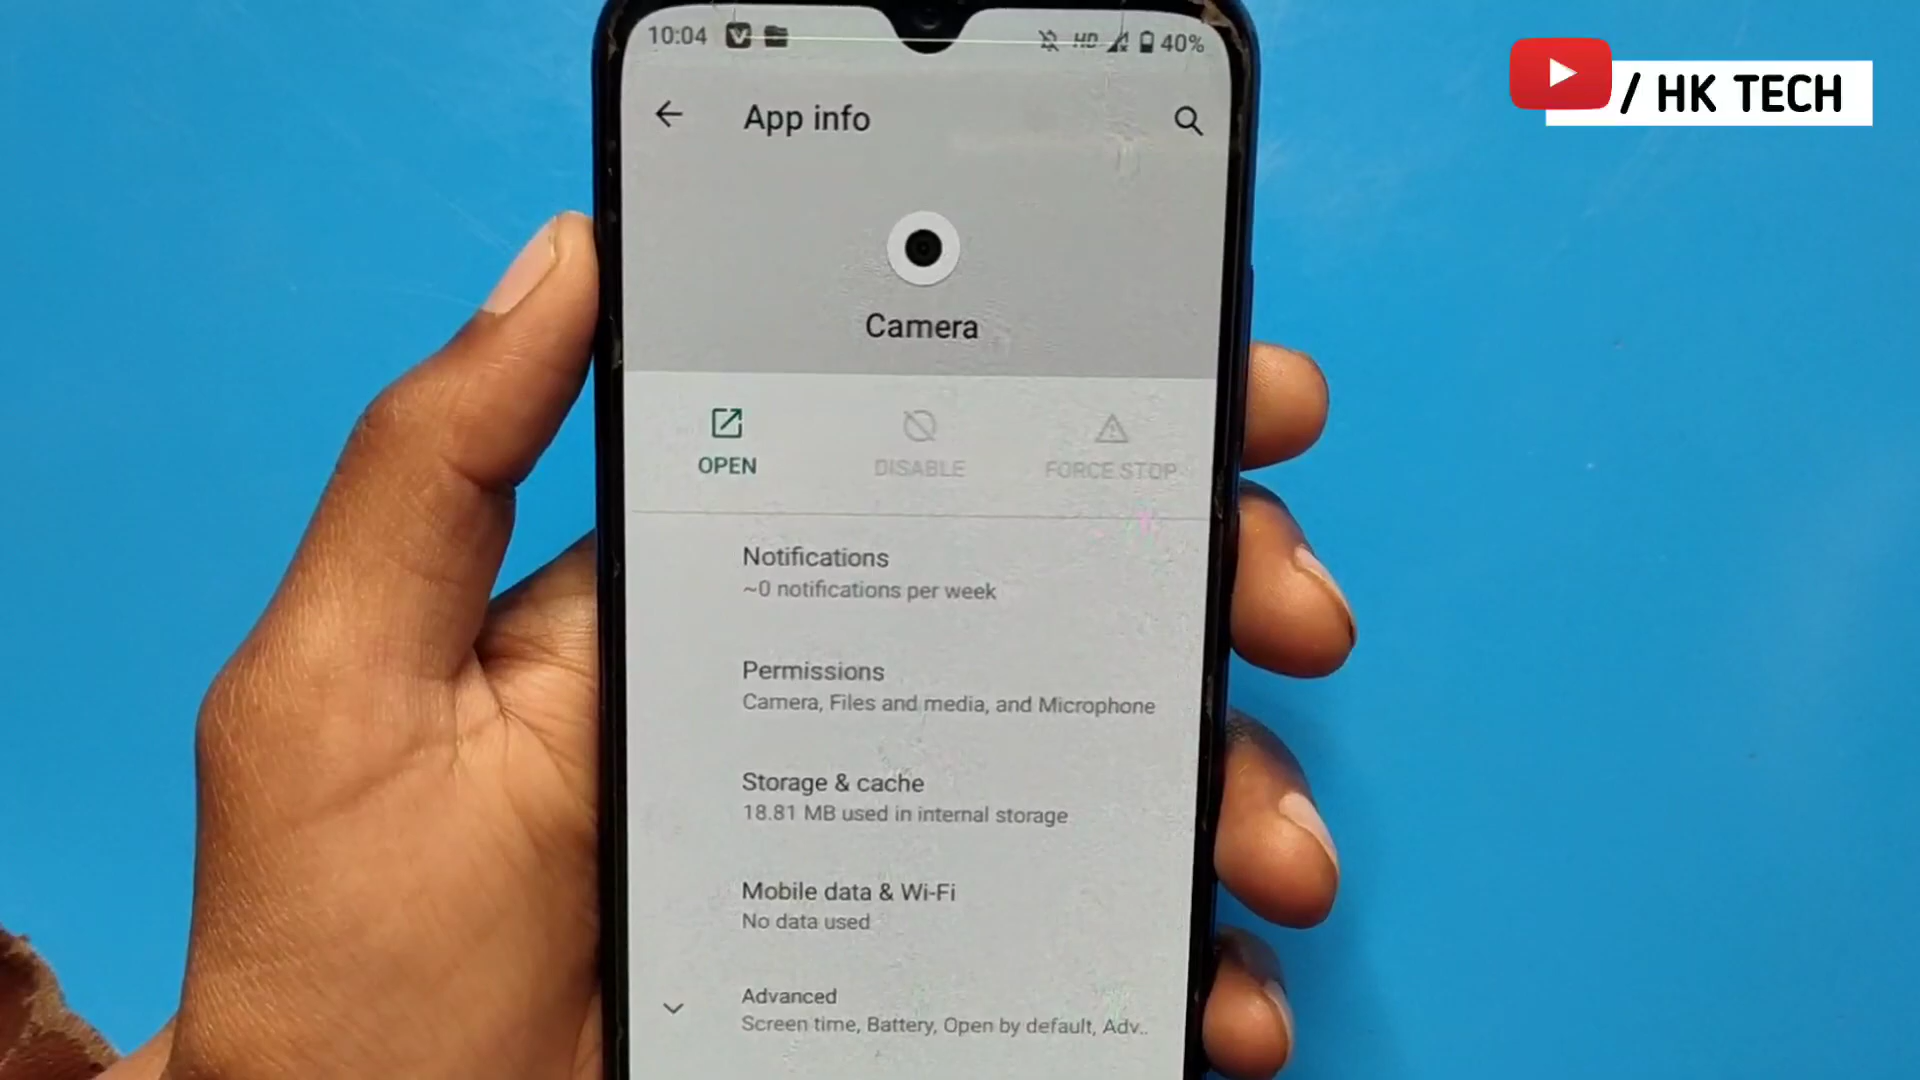 10:04
HD 40%
/ HK TECH
App info
Camera
OPEN
DISABLE
FORCE STOP
Notifications
~0 notifications per week
Permissions
Camera, Files and media, and Microphone
Storage & cache
18.81 MB used in internal storage
Mobile data & Wi-Fi
No data used
Advanced
Screen time, Battery, Open by default, Adv..